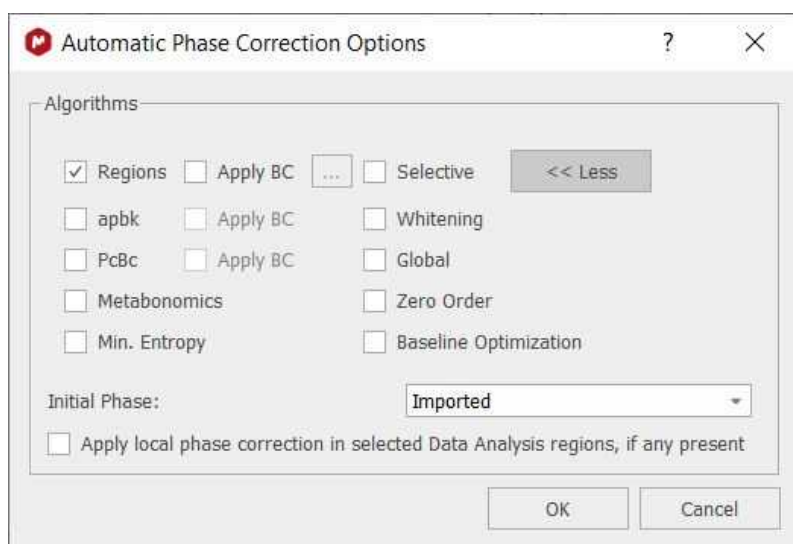 Automatic Phase Correction Options ?
Algorithms
Regions Apply BC ... Selective << Less
apbk Apply BC Whitening
PcBc Apply BC Global
Metabonomics Zero Order
Min. Entropy Baseline Optimization
Initial Phase: Imported
Apply local phase correction in selected Data Analysis regions, if any present
OK Cancel